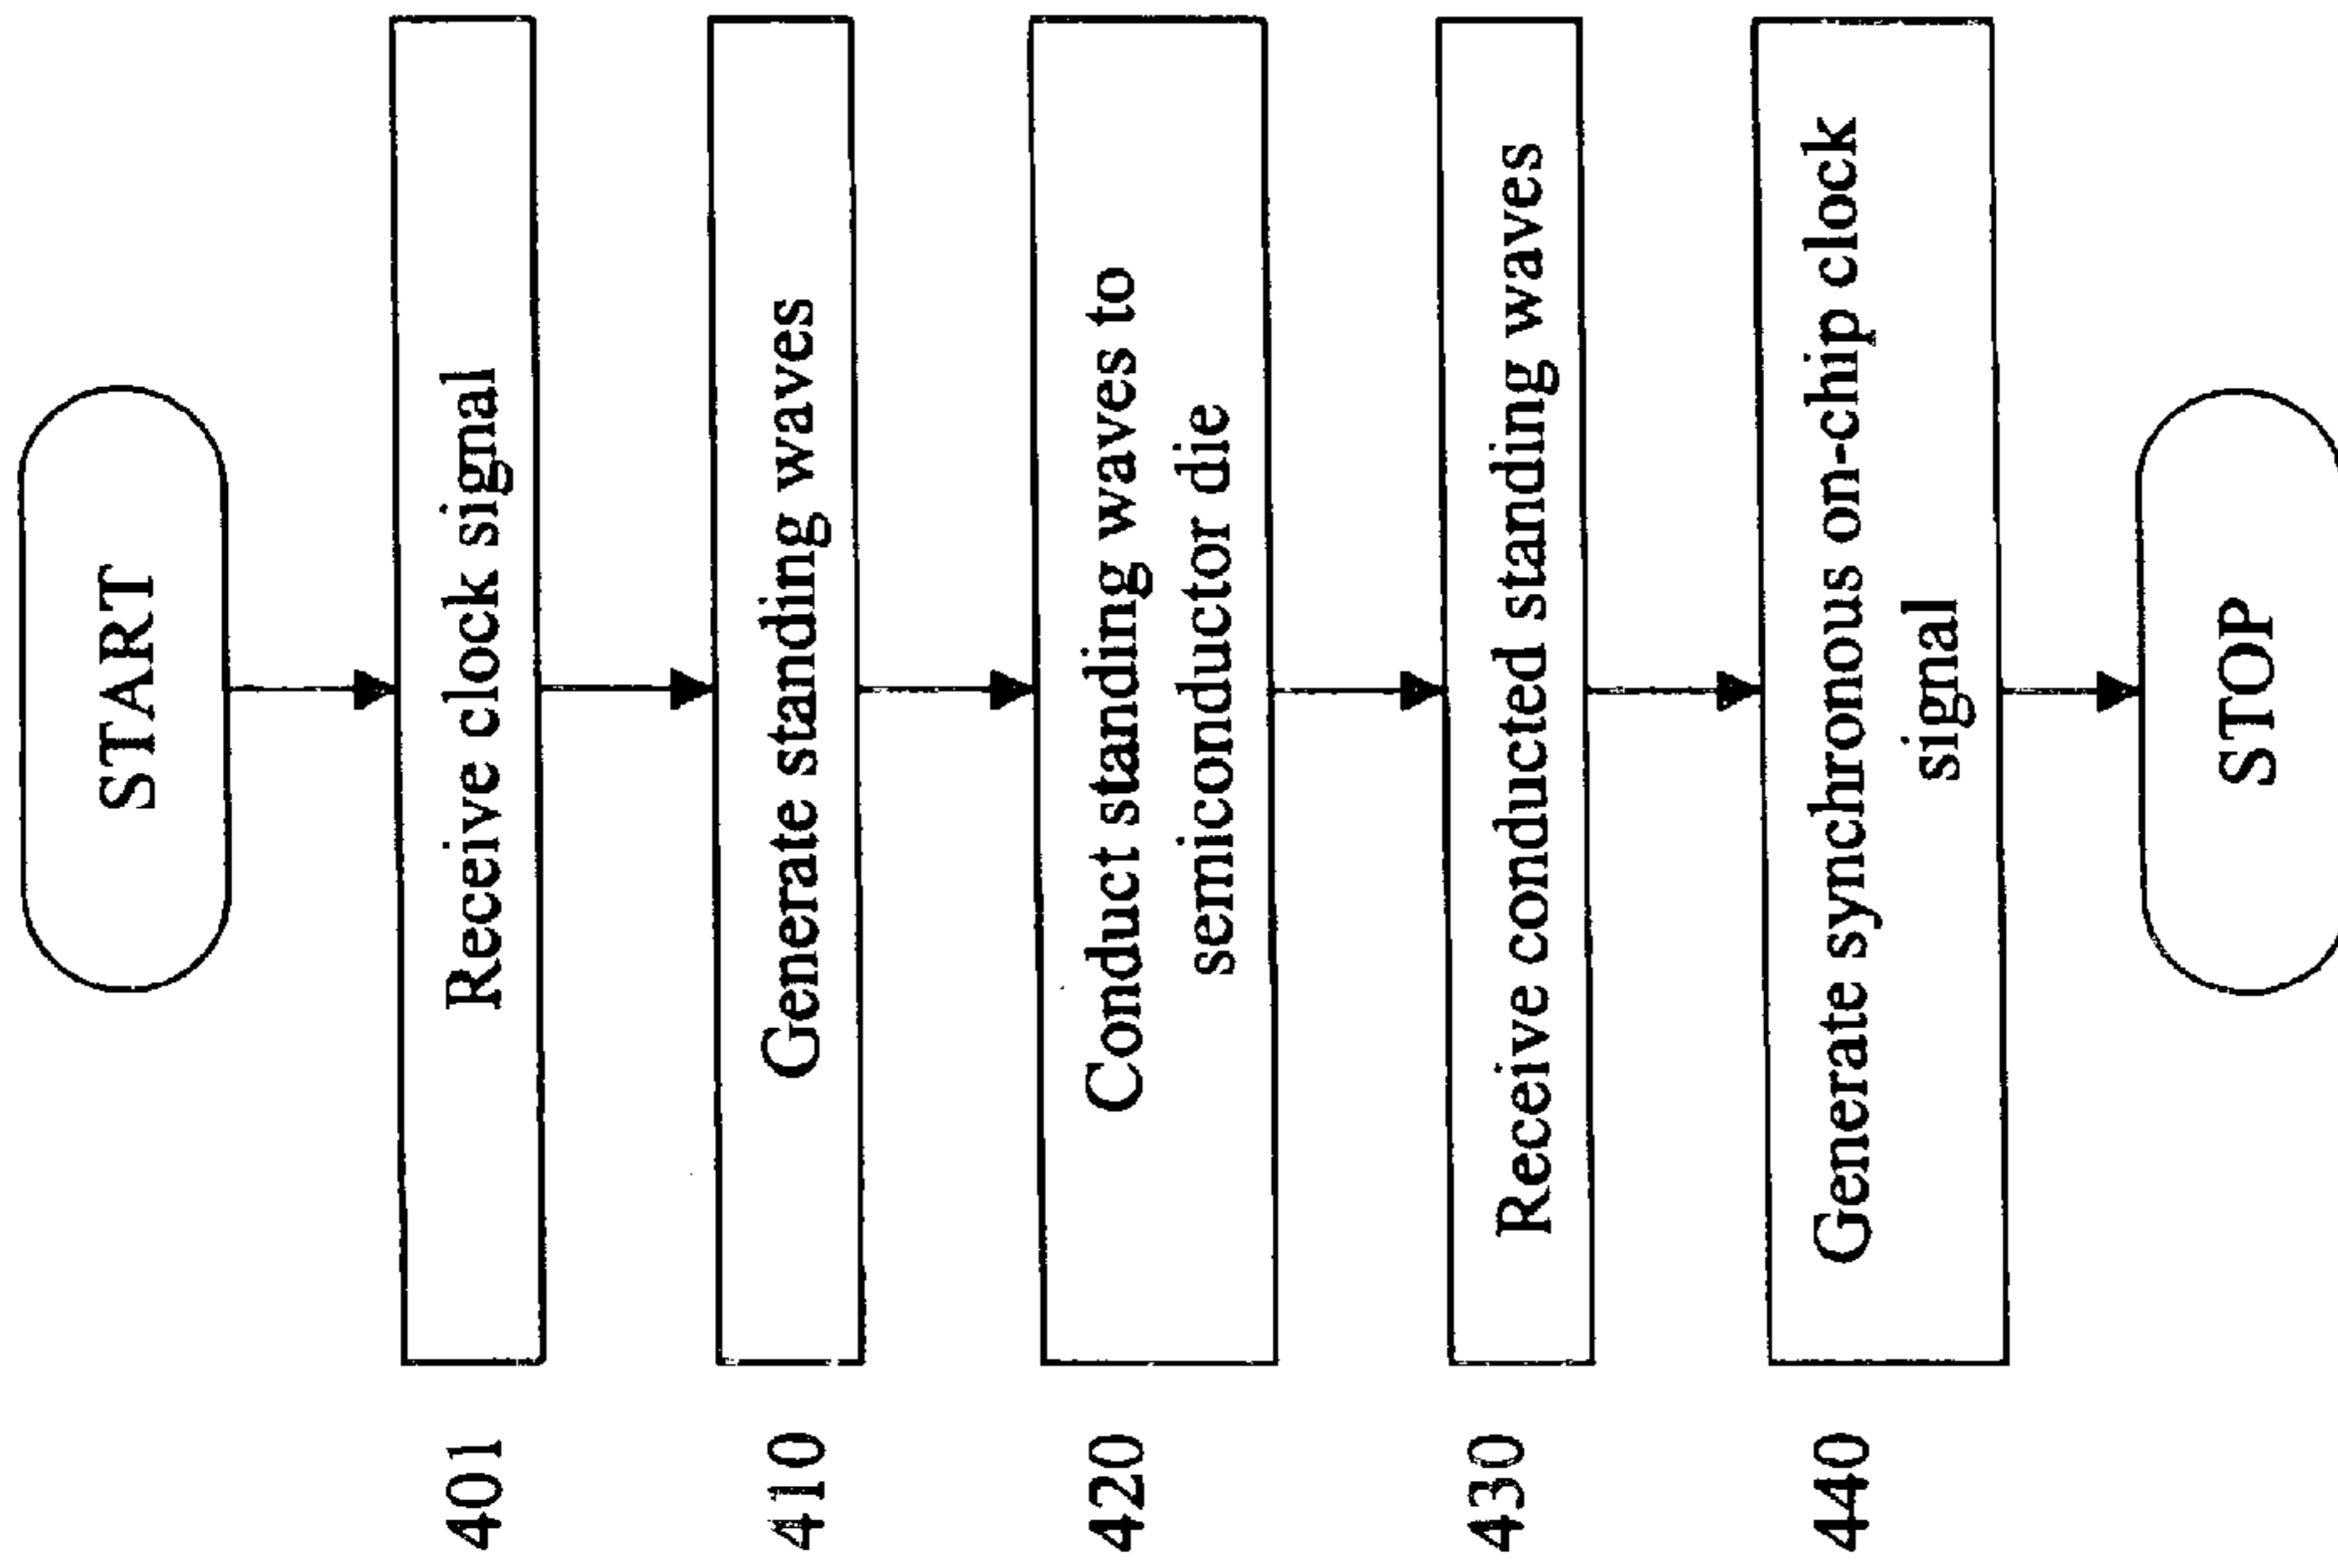 START
401 Receive clock signal
410 Generate standing waves
420 Conduct standing waves to
semiconductor die
430 Receive conducted standing waves
440 Generate synchronous on-chip clock
signal
STOP